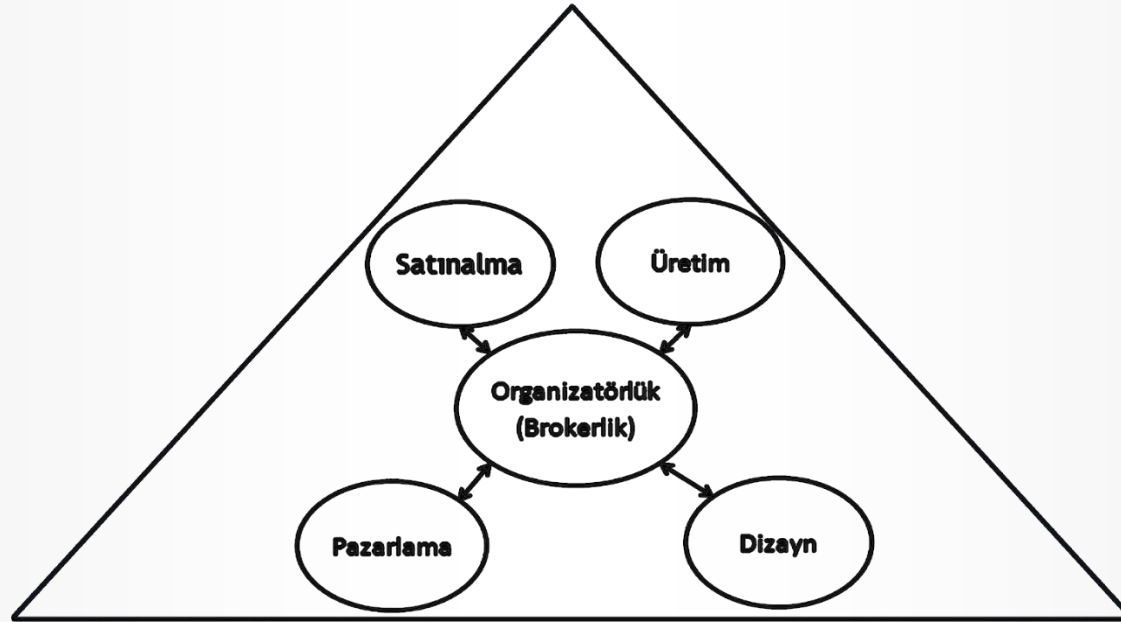 Satınalma
Üretim
Organizatörlük
(Brokerlik)
Pazarlama
Dizayn